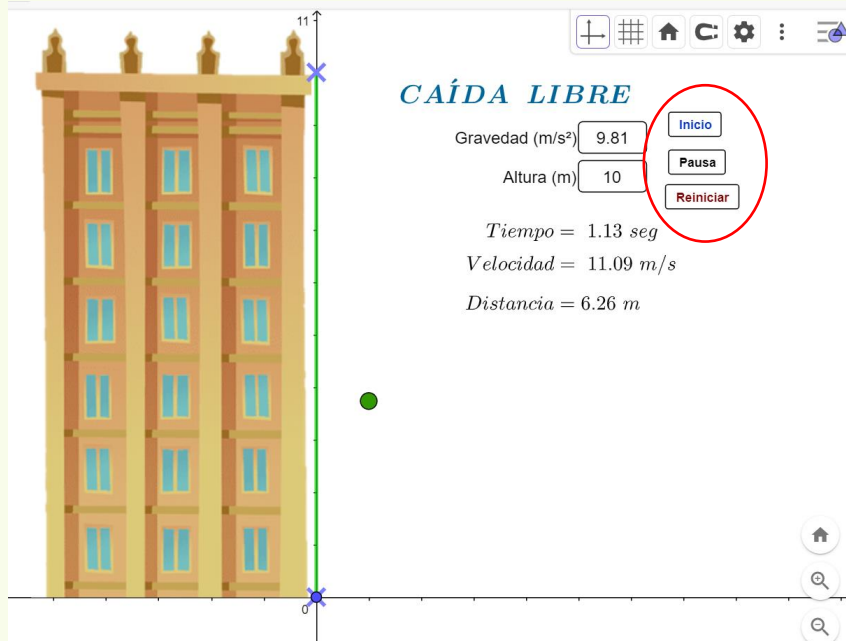 11
CAÍDA LIBRE
Gravedad (m/s²) 9.81 Inicio
Altura (m) 10 Pausa
Reiniciar
Tiempo = 1.13 seg
Velocidad = 11.09 m/s
Distancia = 6.26 m
0